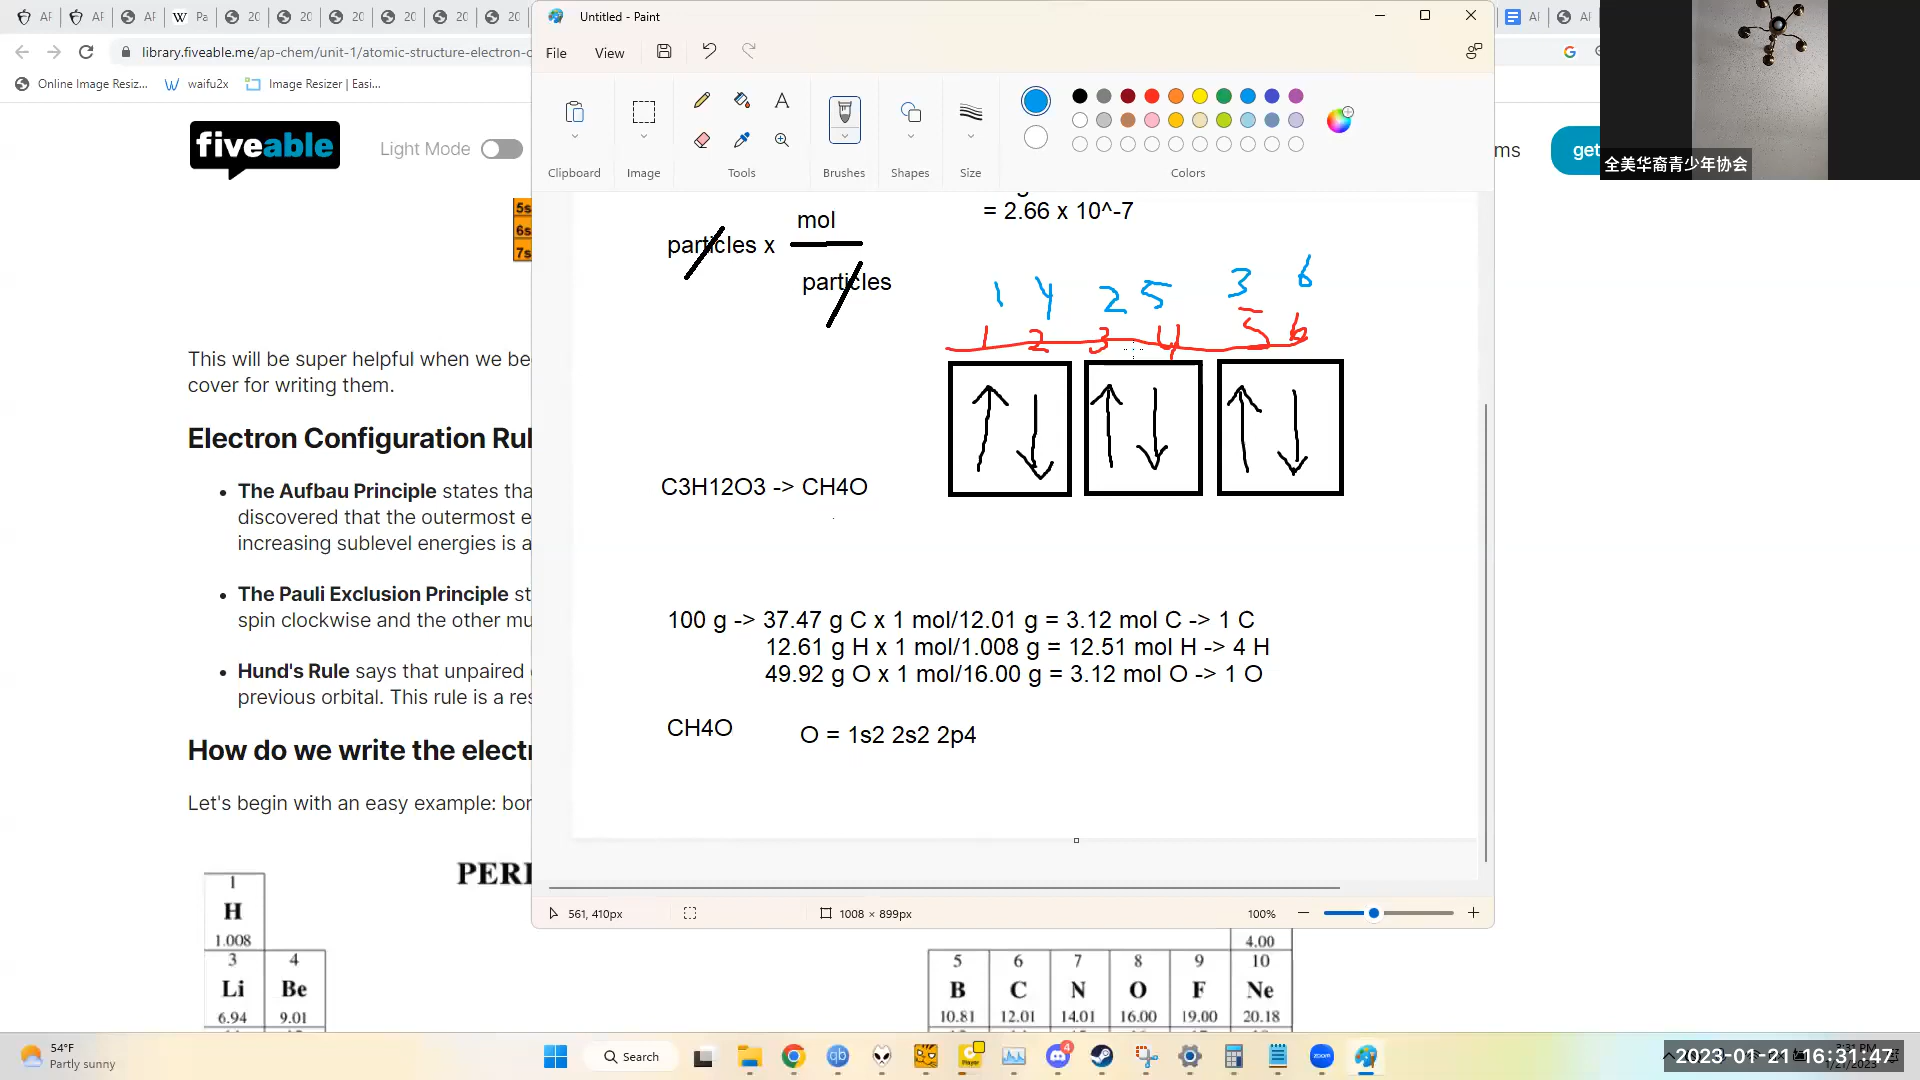 Untitled - Paint
library.fiveable.me/ap-chem/unit-1/atomic-structure-electron-c
File View
Online Image Resiz...
waifu2x
Image Resizer | Easi...
Clipboard
Image
Tools
Brushes
Shapes
Size
Colors
fiveable
Light Mode
ms
get
全美华裔青少年协会
5s
6s
7s
mol
particles x
particles
= 2.66 x 10^-7
1 4 2 5 3 6
1 2 3 4 5 6
This will be super helpful when we be
cover for writing them.
Electron Configuration Rul
The Aufbau Principle states tha
discovered that the outermost e
increasing sublevel energies is a
C3H12O3 -> CH4O
The Pauli Exclusion Principle st
spin clockwise and the other mu
Hund's Rule says that unpaired
previous orbital. This rule is a res
100 g -> 37.47 g C x 1 mol/12.01 g = 3.12 mol C -> 1 C
12.61 g H x 1 mol/1.008 g = 12.51 mol H -> 4 H
49.92 g O x 1 mol/16.00 g = 3.12 mol O -> 1 O
CH4O
O = 1s2 2s2 2p4
How do we write the electr
Let's begin with an easy example: bor
PERI
1
H
1.008
3 4
Li Be
6.94 9.01
561, 410px
1008 × 899px
100%
4.00
5 6 7 8 9 10
B C N O F Ne
10.81 12.01 14.01 16.00 19.00 20.18
54°F
Partly sunny
Search
2023-01-21 16:31:47